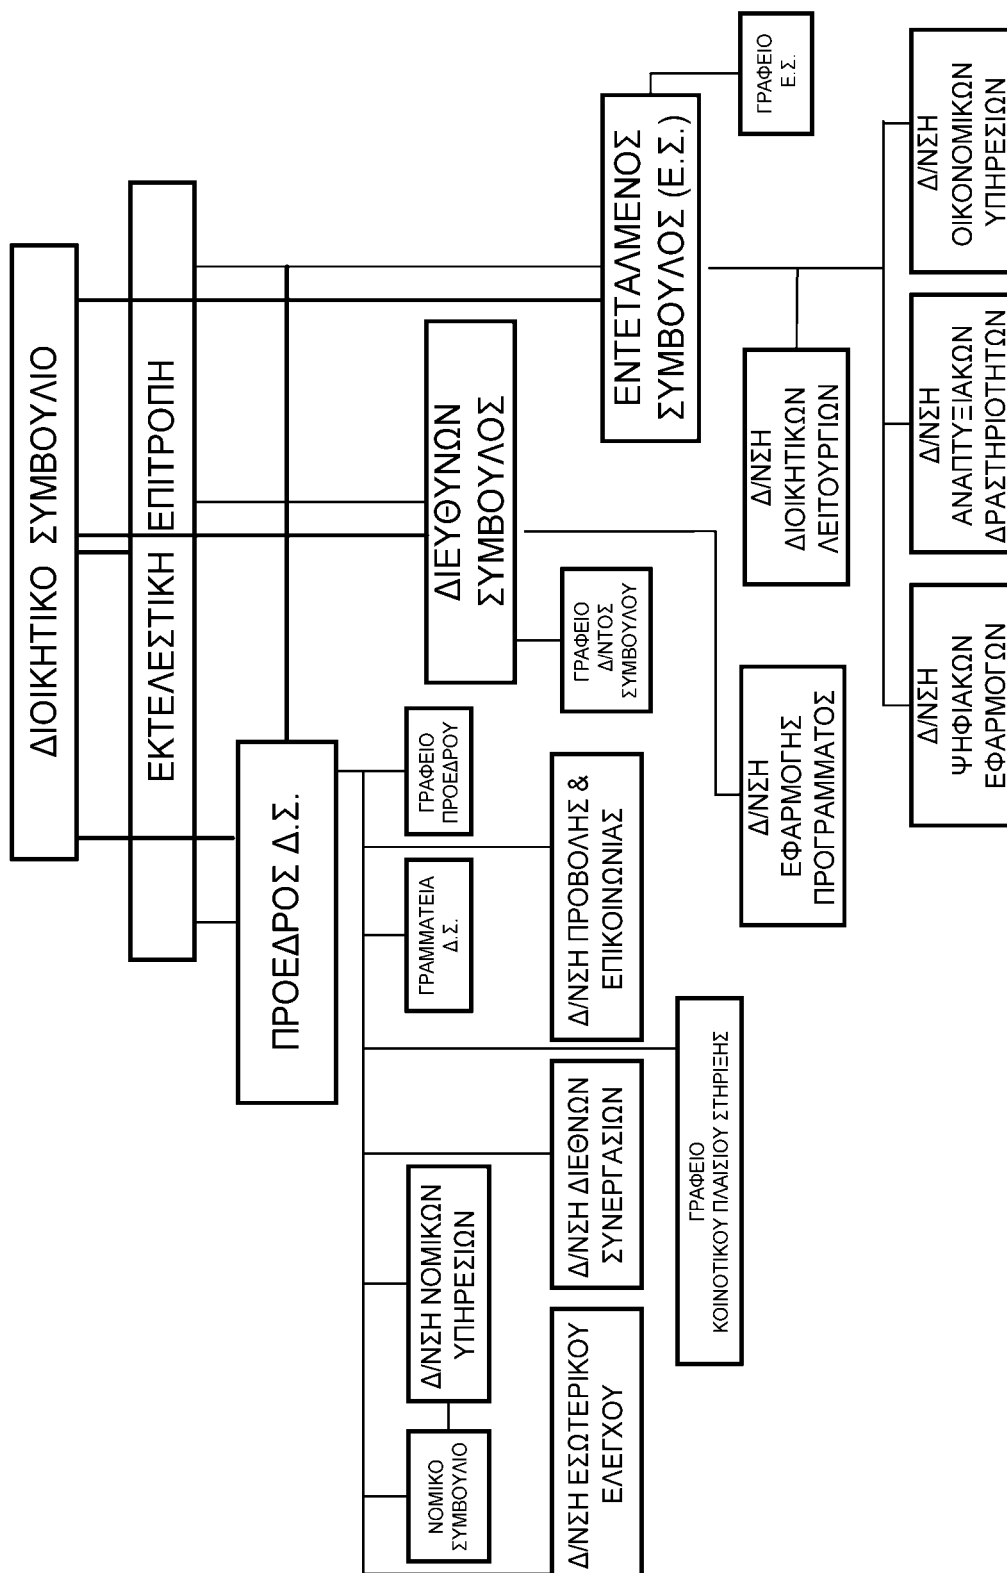 ΔΙΟΙΚΗΤΙΚΟ ΣΥΜΒΟΥΛΙΟ
ΕΚΤΕΛΕΣΤΙΚΗ ΕΠΙΤΡΟΠΗ
ΠΡΟΕΔΡΟΣ Δ.Σ.
ΓΡΑΦΕΙΟ
ΠΡΟΕΔΡΟΥ
ΓΡΑΜΜΑΤΕΙΑ
Δ.Σ.
Δ/ΝΣΗ ΝΟΜΙΚΩΝ
ΥΠΗΡΕΣΙΩΝ
ΝΟΜΙΚΟ
ΣΥΜΒΟΥΛΙΟ
Δ/ΝΣΗ ΕΣΩΤΕΡΙΚΟΥ
ΕΛΕΓΧΟΥ
Δ/ΝΣΗ ΔΙΕΘΝΩΝ
ΣΥΝΕΡΓΑΣΙΩΝ
Δ/ΝΣΗ ΠΡΟΒΟΛΗΣ &
ΕΠΙΚΟΙΝΩΝΙΑΣ
ΓΡΑΦΕΙΟ
ΚΟΙΝΟΤΙΚΟΥ ΠΛΑΙΣΙΟΥ ΣΤΗΡΙΞΗΣ
ΔΙΕΥΘΥΝΩΝ
ΣΥΜΒΟΥΛΟΣ
ΓΡΑΦΕΙΟ
Δ/ΝΤΟΣ
ΣΥΜΒΟΥΛΟΥ
Δ/ΝΣΗ
ΕΦΑΡΜΟΓΗΣ
ΠΡΟΓΡΑΜΜΑΤΟΣ
ΕΝΤΕΤΑΛΜΕΝΟΣ
ΣΥΜΒΟΥΛΟΣ (Ε.Σ.)
ΓΡΑΦΕΙΟ
Ε.Σ.
Δ/ΝΣΗ
ΔΙΟΙΚΗΤΙΚΩΝ
ΛΕΙΤΟΥΡΓΙΩΝ
Δ/ΝΣΗ
ΨΗΦΙΑΚΩΝ
ΕΦΑΡΜΟΓΩΝ
Δ/ΝΣΗ
ΑΝΑΠΤΥΞΙΑΚΩΝ
ΔΡΑΣΤΗΡΙΟΤΗΤΩΝ
Δ/ΝΣΗ
ΟΙΚΟΝΟΜΙΚΩΝ
ΥΠΗΡΕΣΙΩΝ